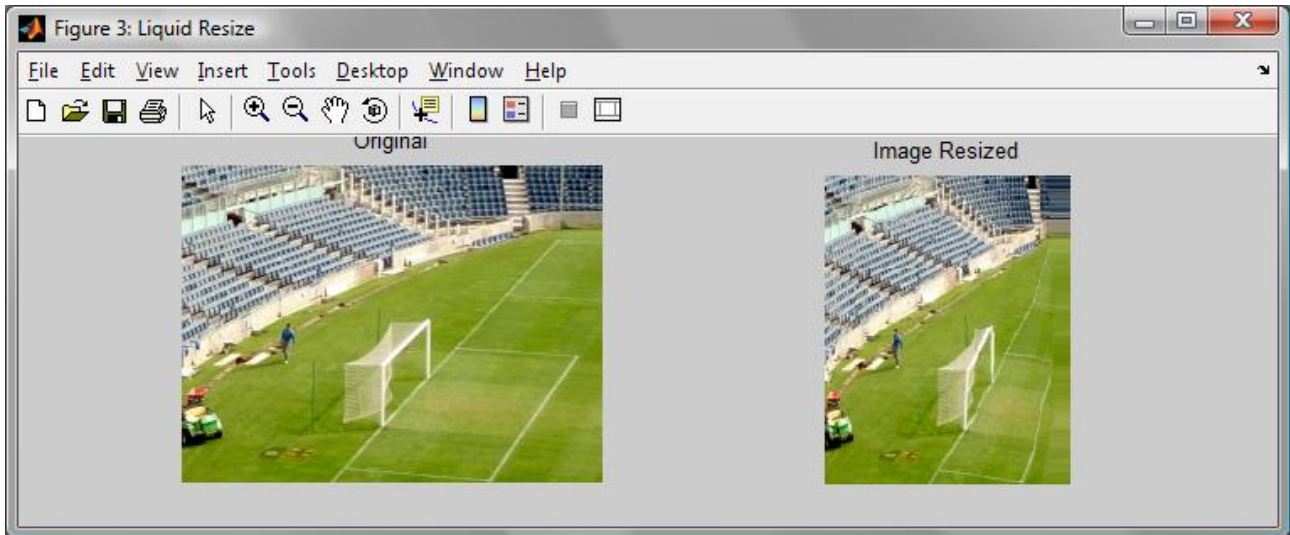 Figure 3: Liquid Resize
File Edit View Insert Tools Desktop Window Help
Original
Image Resized